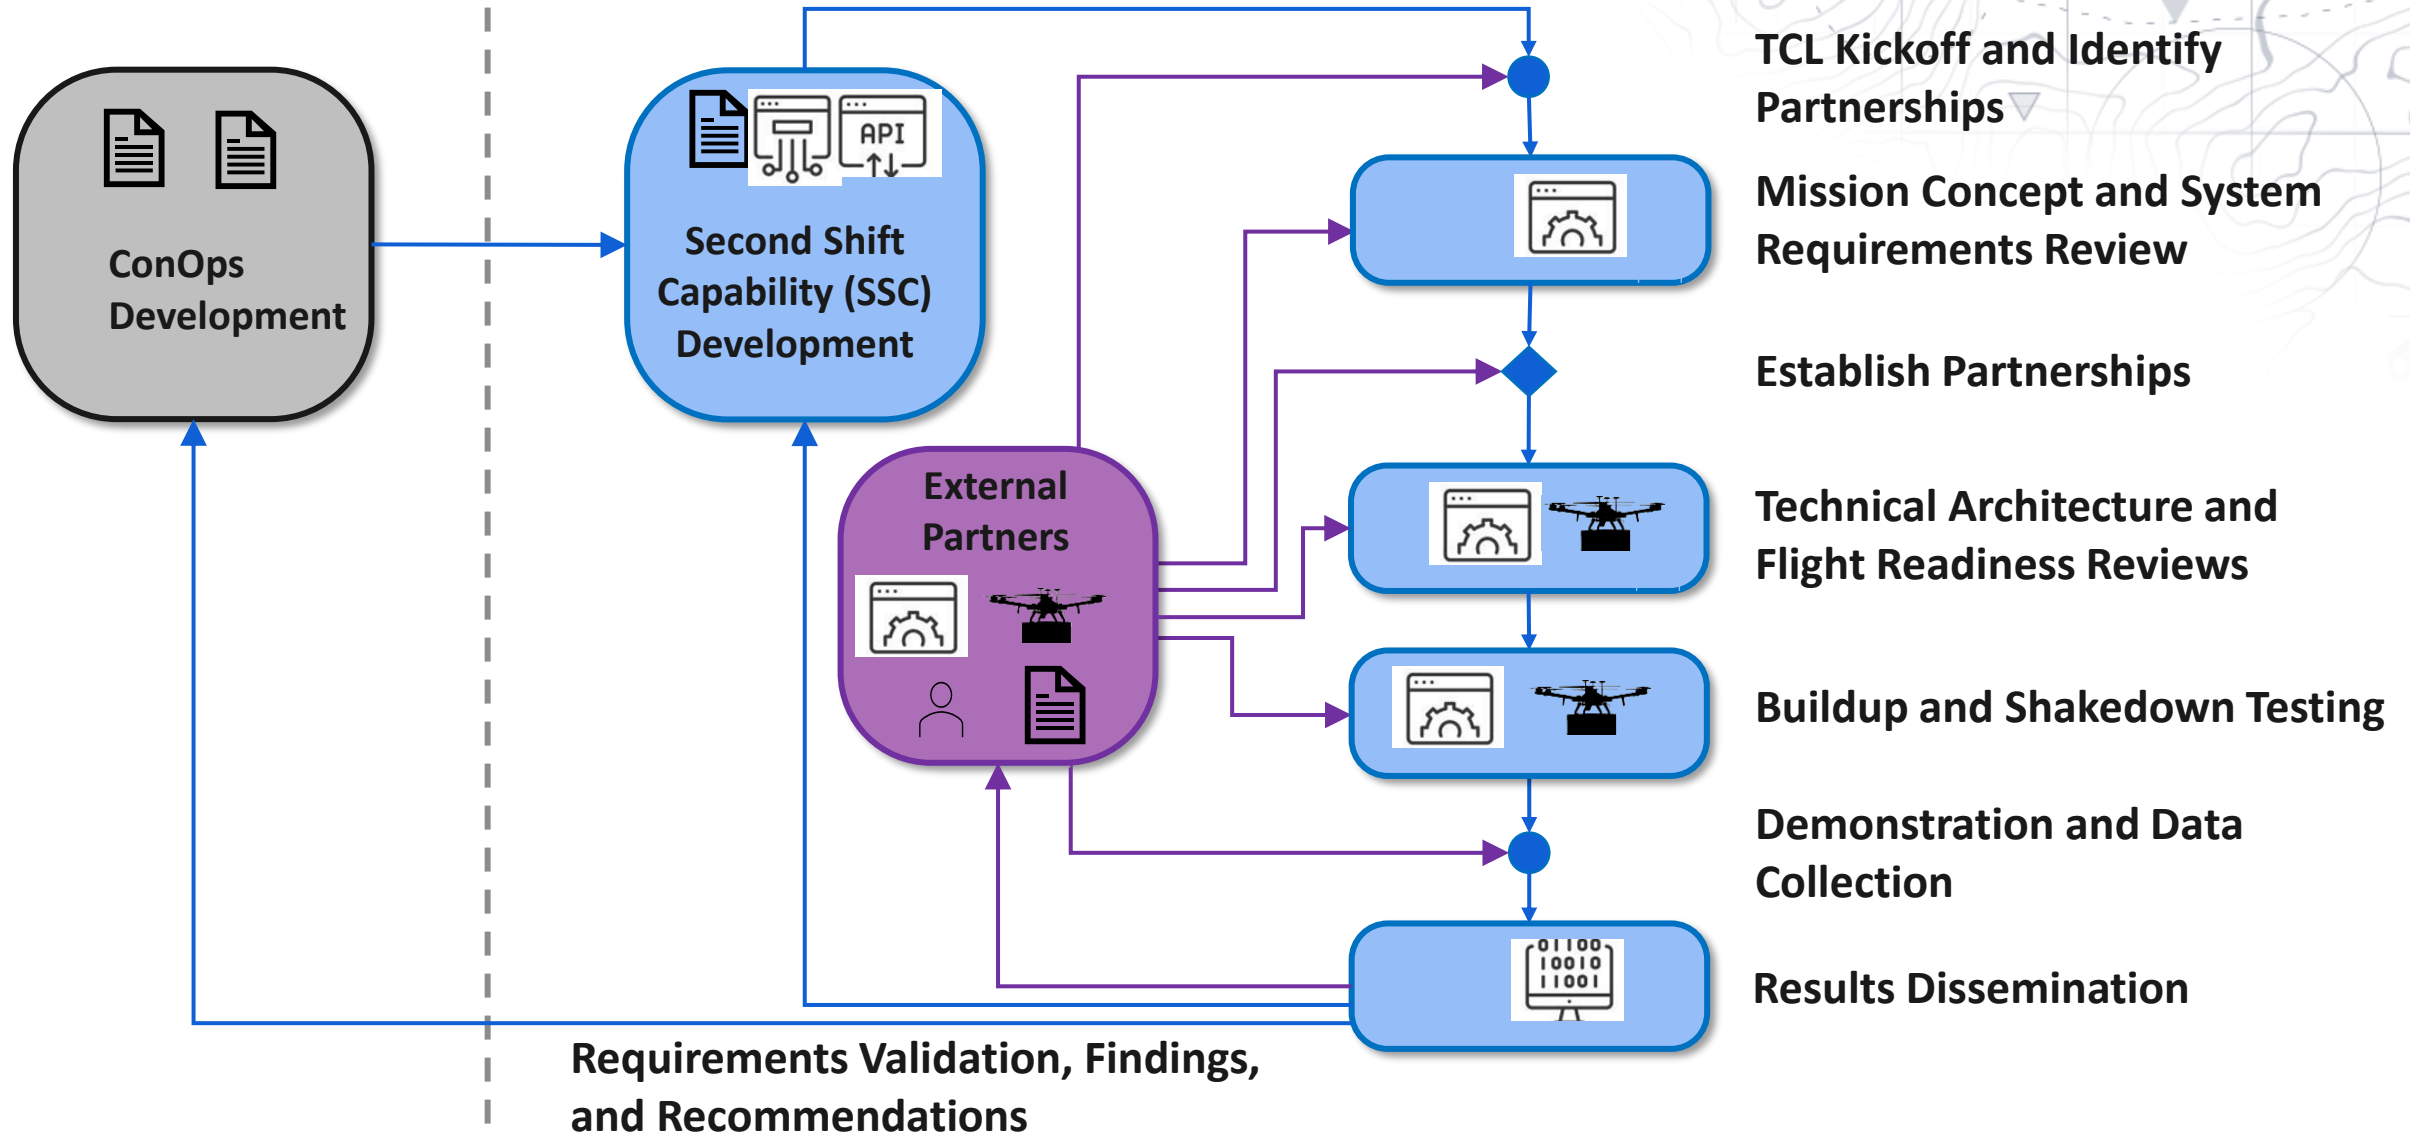 ConOps
Development
API
Second Shift
Capability (SSC)
Development
External
Partners
TCL Kickoff and Identify
Partnerships
Mission Concept and System
Requirements Review
Establish Partnerships
Technical Architecture and
Flight Readiness Reviews
Buildup and Shakedown Testing
Demonstration and Data
Collection
01100
10010
11001
Results Dissemination
Requirements Validation, Findings,
and Recommendations